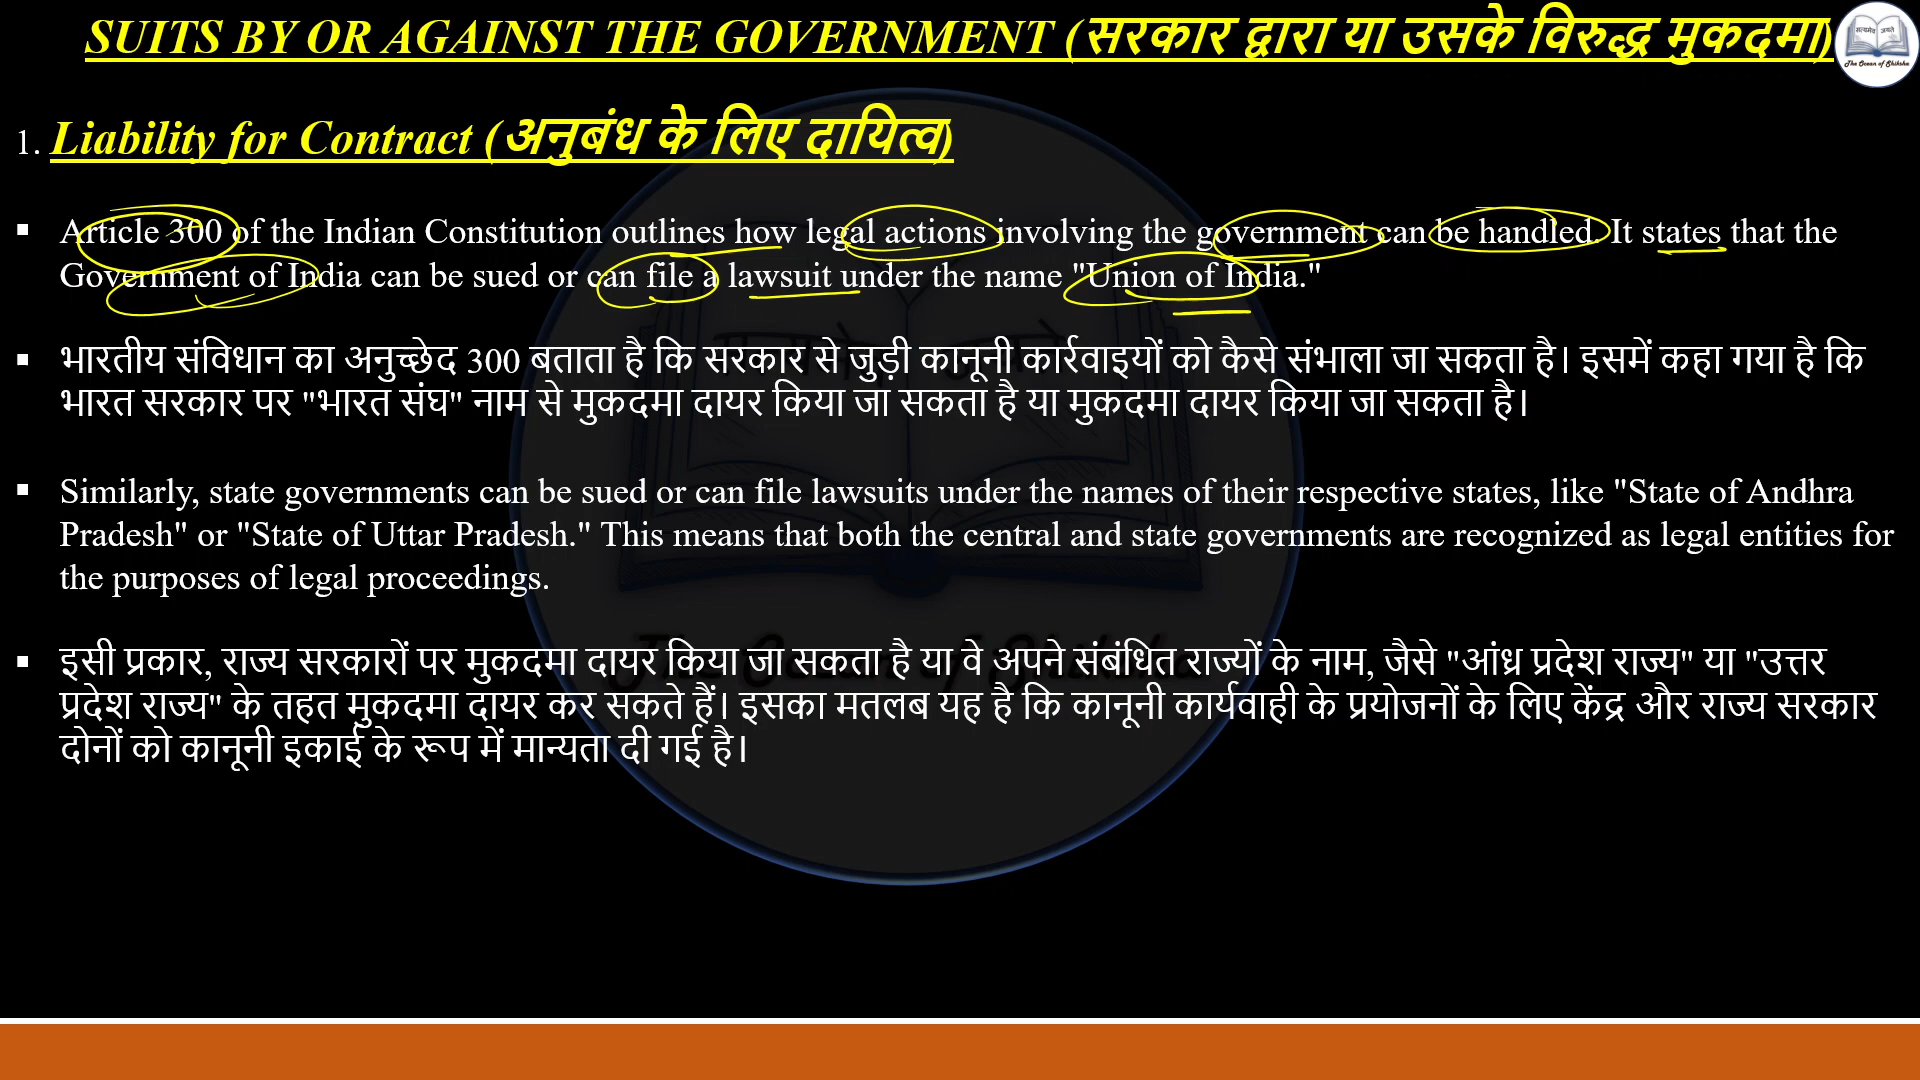 SUITS BY OR AGAINST THE GOVERNMENT (सरकार द्वारा या उसके विरुद्ध मुकदमा)
सत्यमेव जयते
The Ocean of Shiksha
1. Liability for Contract (अनुबंध के लिए दायित्व)
▪ Article 300 of the Indian Constitution outlines how legal actions involving the government can be handled. It states that the
Government of India can be sued or can file a lawsuit under the name "Union of India."
▪ भारतीय संविधान का अनुच्छेद 300 बताता है कि सरकार से जुड़ी कानूनी कार्रवाइयों को कैसे संभाला जा सकता है। इसमें कहा गया है कि
भारत सरकार पर "भारत संघ" नाम से मुकदमा दायर किया जा सकता है या मुकदमा दायर किया जा सकता है।
▪ Similarly, state governments can be sued or can file lawsuits under the names of their respective states, like "State of Andhra
Pradesh" or "State of Uttar Pradesh." This means that both the central and state governments are recognized as legal entities for
the purposes of legal proceedings.
▪ इसी प्रकार, राज्य सरकारों पर मुकदमा दायर किया जा सकता है या वे अपने संबंधित राज्यों के नाम, जैसे "आंध्र प्रदेश राज्य" या "उत्तर
प्रदेश राज्य" के तहत मुकदमा दायर कर सकते हैं। इसका मतलब यह है कि कानूनी कार्यवाही के प्रयोजनों के लिए केंद्र और राज्य सरकार
दोनों को कानूनी इकाई के रूप में मान्यता दी गई है।